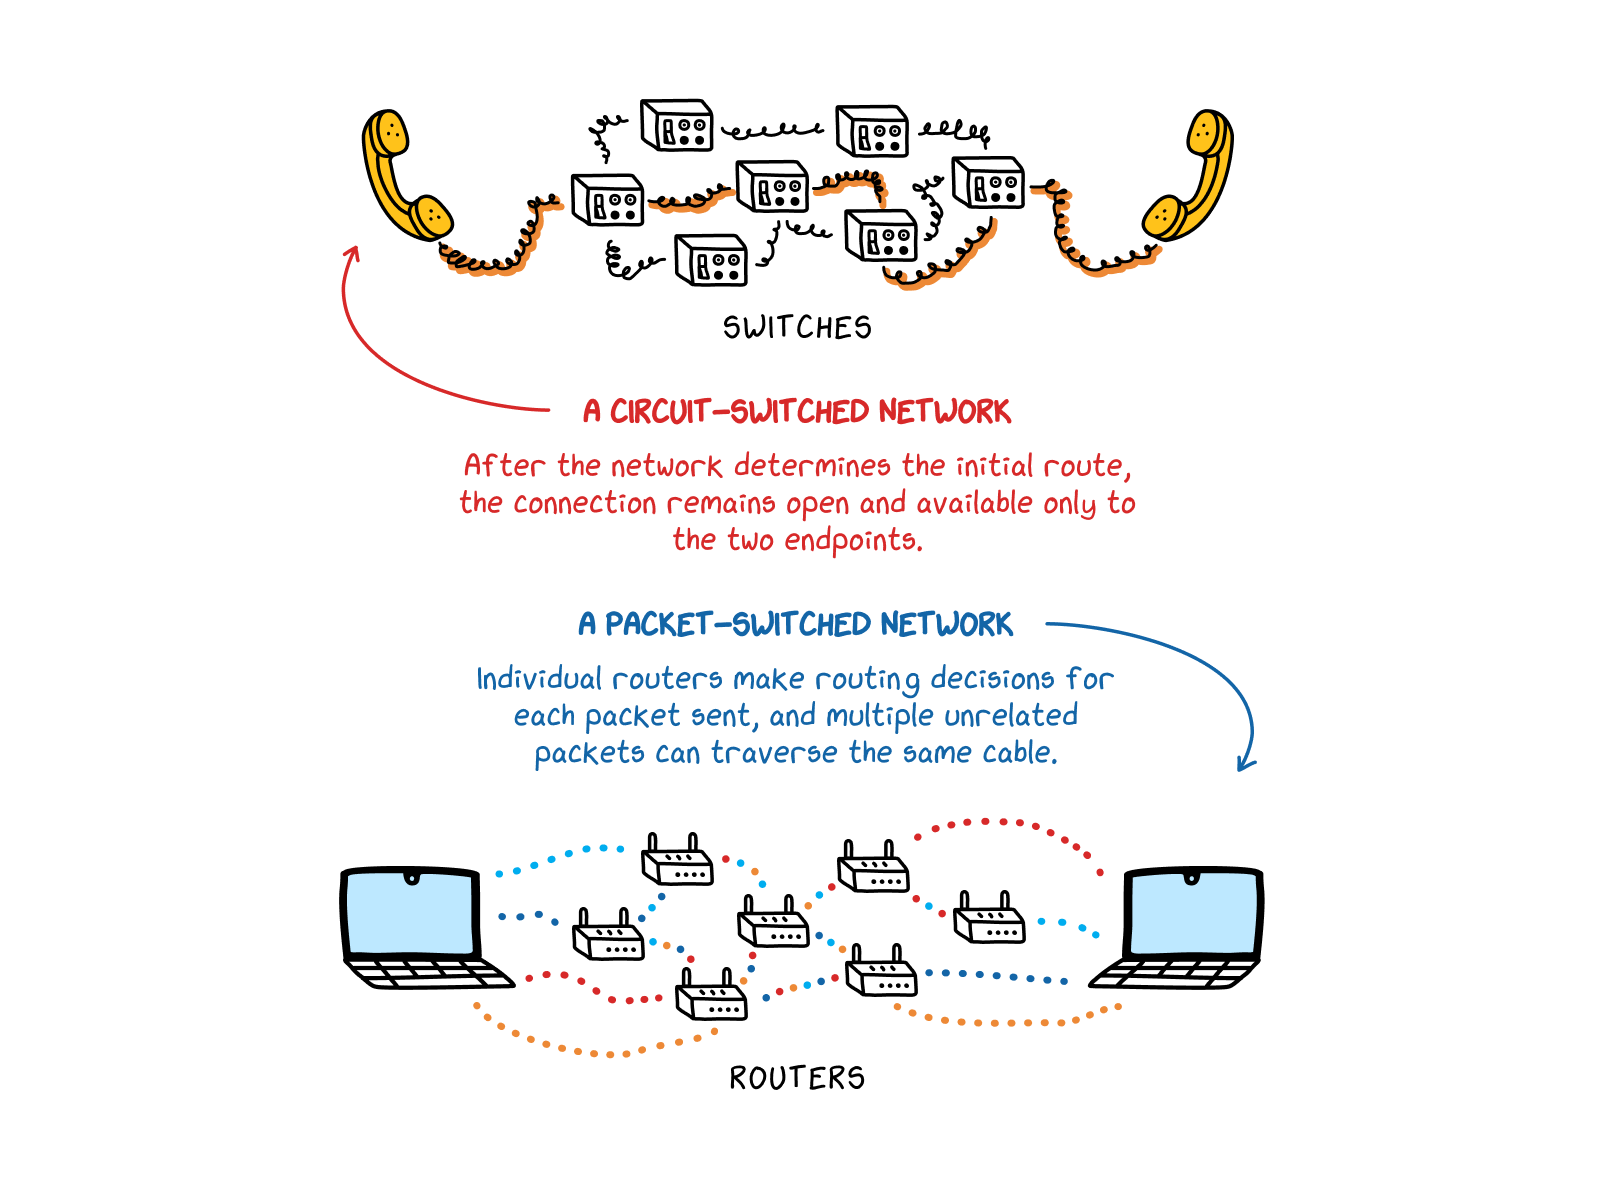 SWITCHES
A CIRCUIT-SWITCHED NETWORK
After the network determines the initial route,
the connection remains open and available only to
the two endpoints.
A PACKET-SWITCHED NETWORK
Individual routers make routing decisions for
each packet sent, and multiple unrelated
packets can traverse the same cable.
ROUTERS